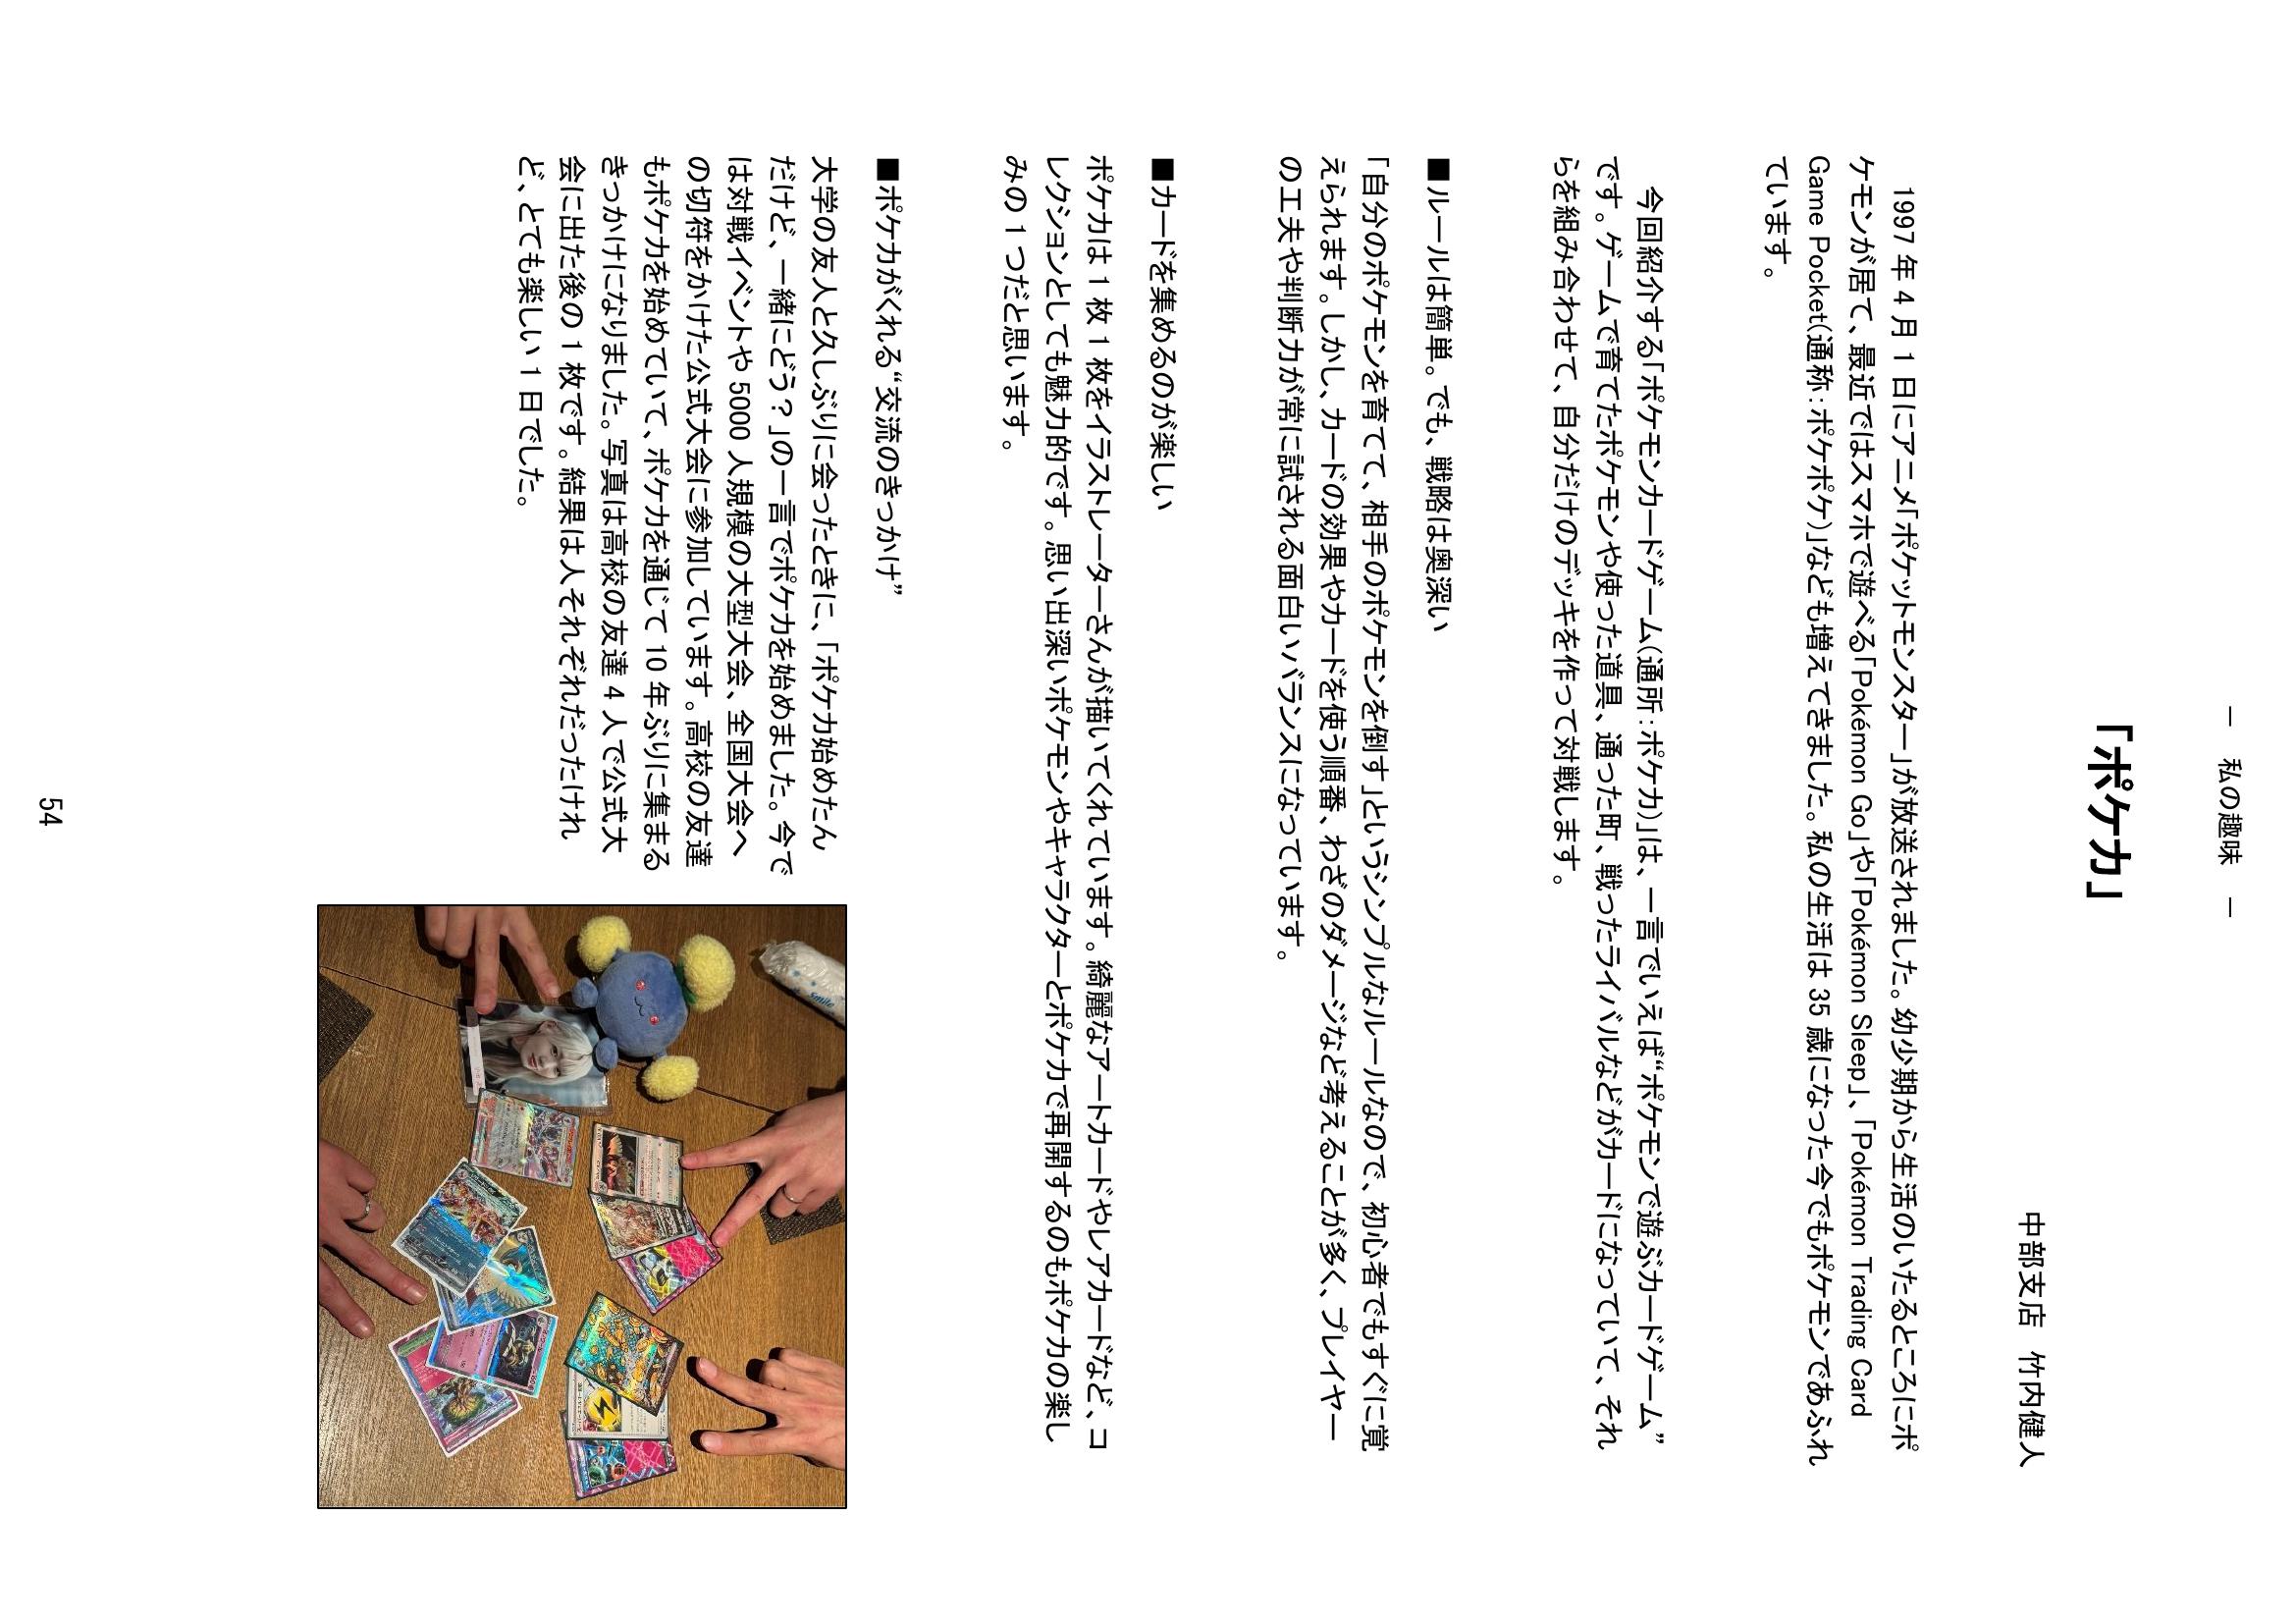 －　私の趣味　－
「ポケカ」
中部支店　竹内健人
1997 年 4 月 1 日にアニメ「ポケットモンスター」が放送されました。幼少期から生活のいたるところにポ
ケモンが居て、最近ではスマホで遊べる「Pokémon Go」や「Pokémon Sleep」、「Pokémon Trading Card
Game Pocket(通称：ポケポケ)」なども増えてきました。私の生活は 35 歳になった今でもポケモンであふれ
ています。
今回紹介する「ポケモンカードゲーム(通所：ポケカ)」は、一言でいえば“ポケモンで遊ぶカードゲーム”
です。ゲームで育てたポケモンや使った道具、通った町、戦ったライバルなどがカードになっていて、それ
らを組み合わせて、自分だけのデッキを作って対戦します。
■ルールは簡単。でも、戦略は奥深い
「自分のポケモンを育てて、相手のポケモンを倒す」というシンプルなルールなので、初心者でもすぐに覚
えられます。しかし、カードの効果やカードを使う順番、わざのダメージなど考えることが多く、プレイヤー
の工夫や判断力が常に試される面白いバランスになっています。
■カードを集めるのが楽しい
ポケカは 1 枚 1 枚をイラストレーターさんが描いてくれています。綺麗なアートカードやレアカードなど、コ
レクションとしても魅力的です。思い出深いポケモンやキャラクターとポケカで再開するのもポケカの楽し
みの 1 つだと思います。
■ポケカがくれる“交流のきっかけ”
大学の友人と久しぶりに会ったときに、「ポケカ始めたん
だけど、一緒にどう？」の一言でポケカを始めました。今で
は対戦イベントや 5000 人規模の大型大会、全国大会へ
の切符をかけた公式大会に参加しています。高校の友達
もポケカを始めていて、ポケカを通じて 10 年ぶりに集まる
きっかけになりました。写真は高校の友達 4 人で公式大
会に出た後の 1 枚です。結果は人それぞれだったけれ
ど、とても楽しい 1 日でした。
smile
54